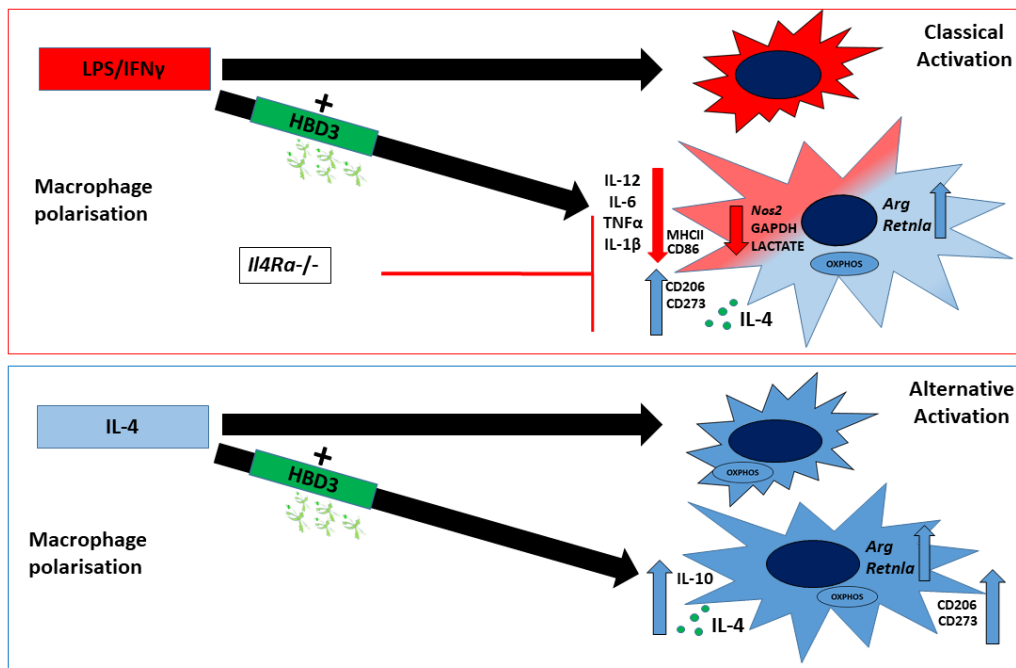 Classical
Activation
LPS/IFNγ
+
HBD3
Macrophage
polarisation
Il4Ra-/-
IL-12
IL-6
TNFα
IL-1β
MHCII
CD86
Nos2
GAPDH
LACTATE
Arg
Retnla
OXPHOS
CD206
CD273
IL-4
Alternative
Activation
IL-4
+
HBD3
OXPHOS
Macrophage
polarisation
Arg
Retnla
OXPHOS
IL-10
IL-4
CD206
CD273